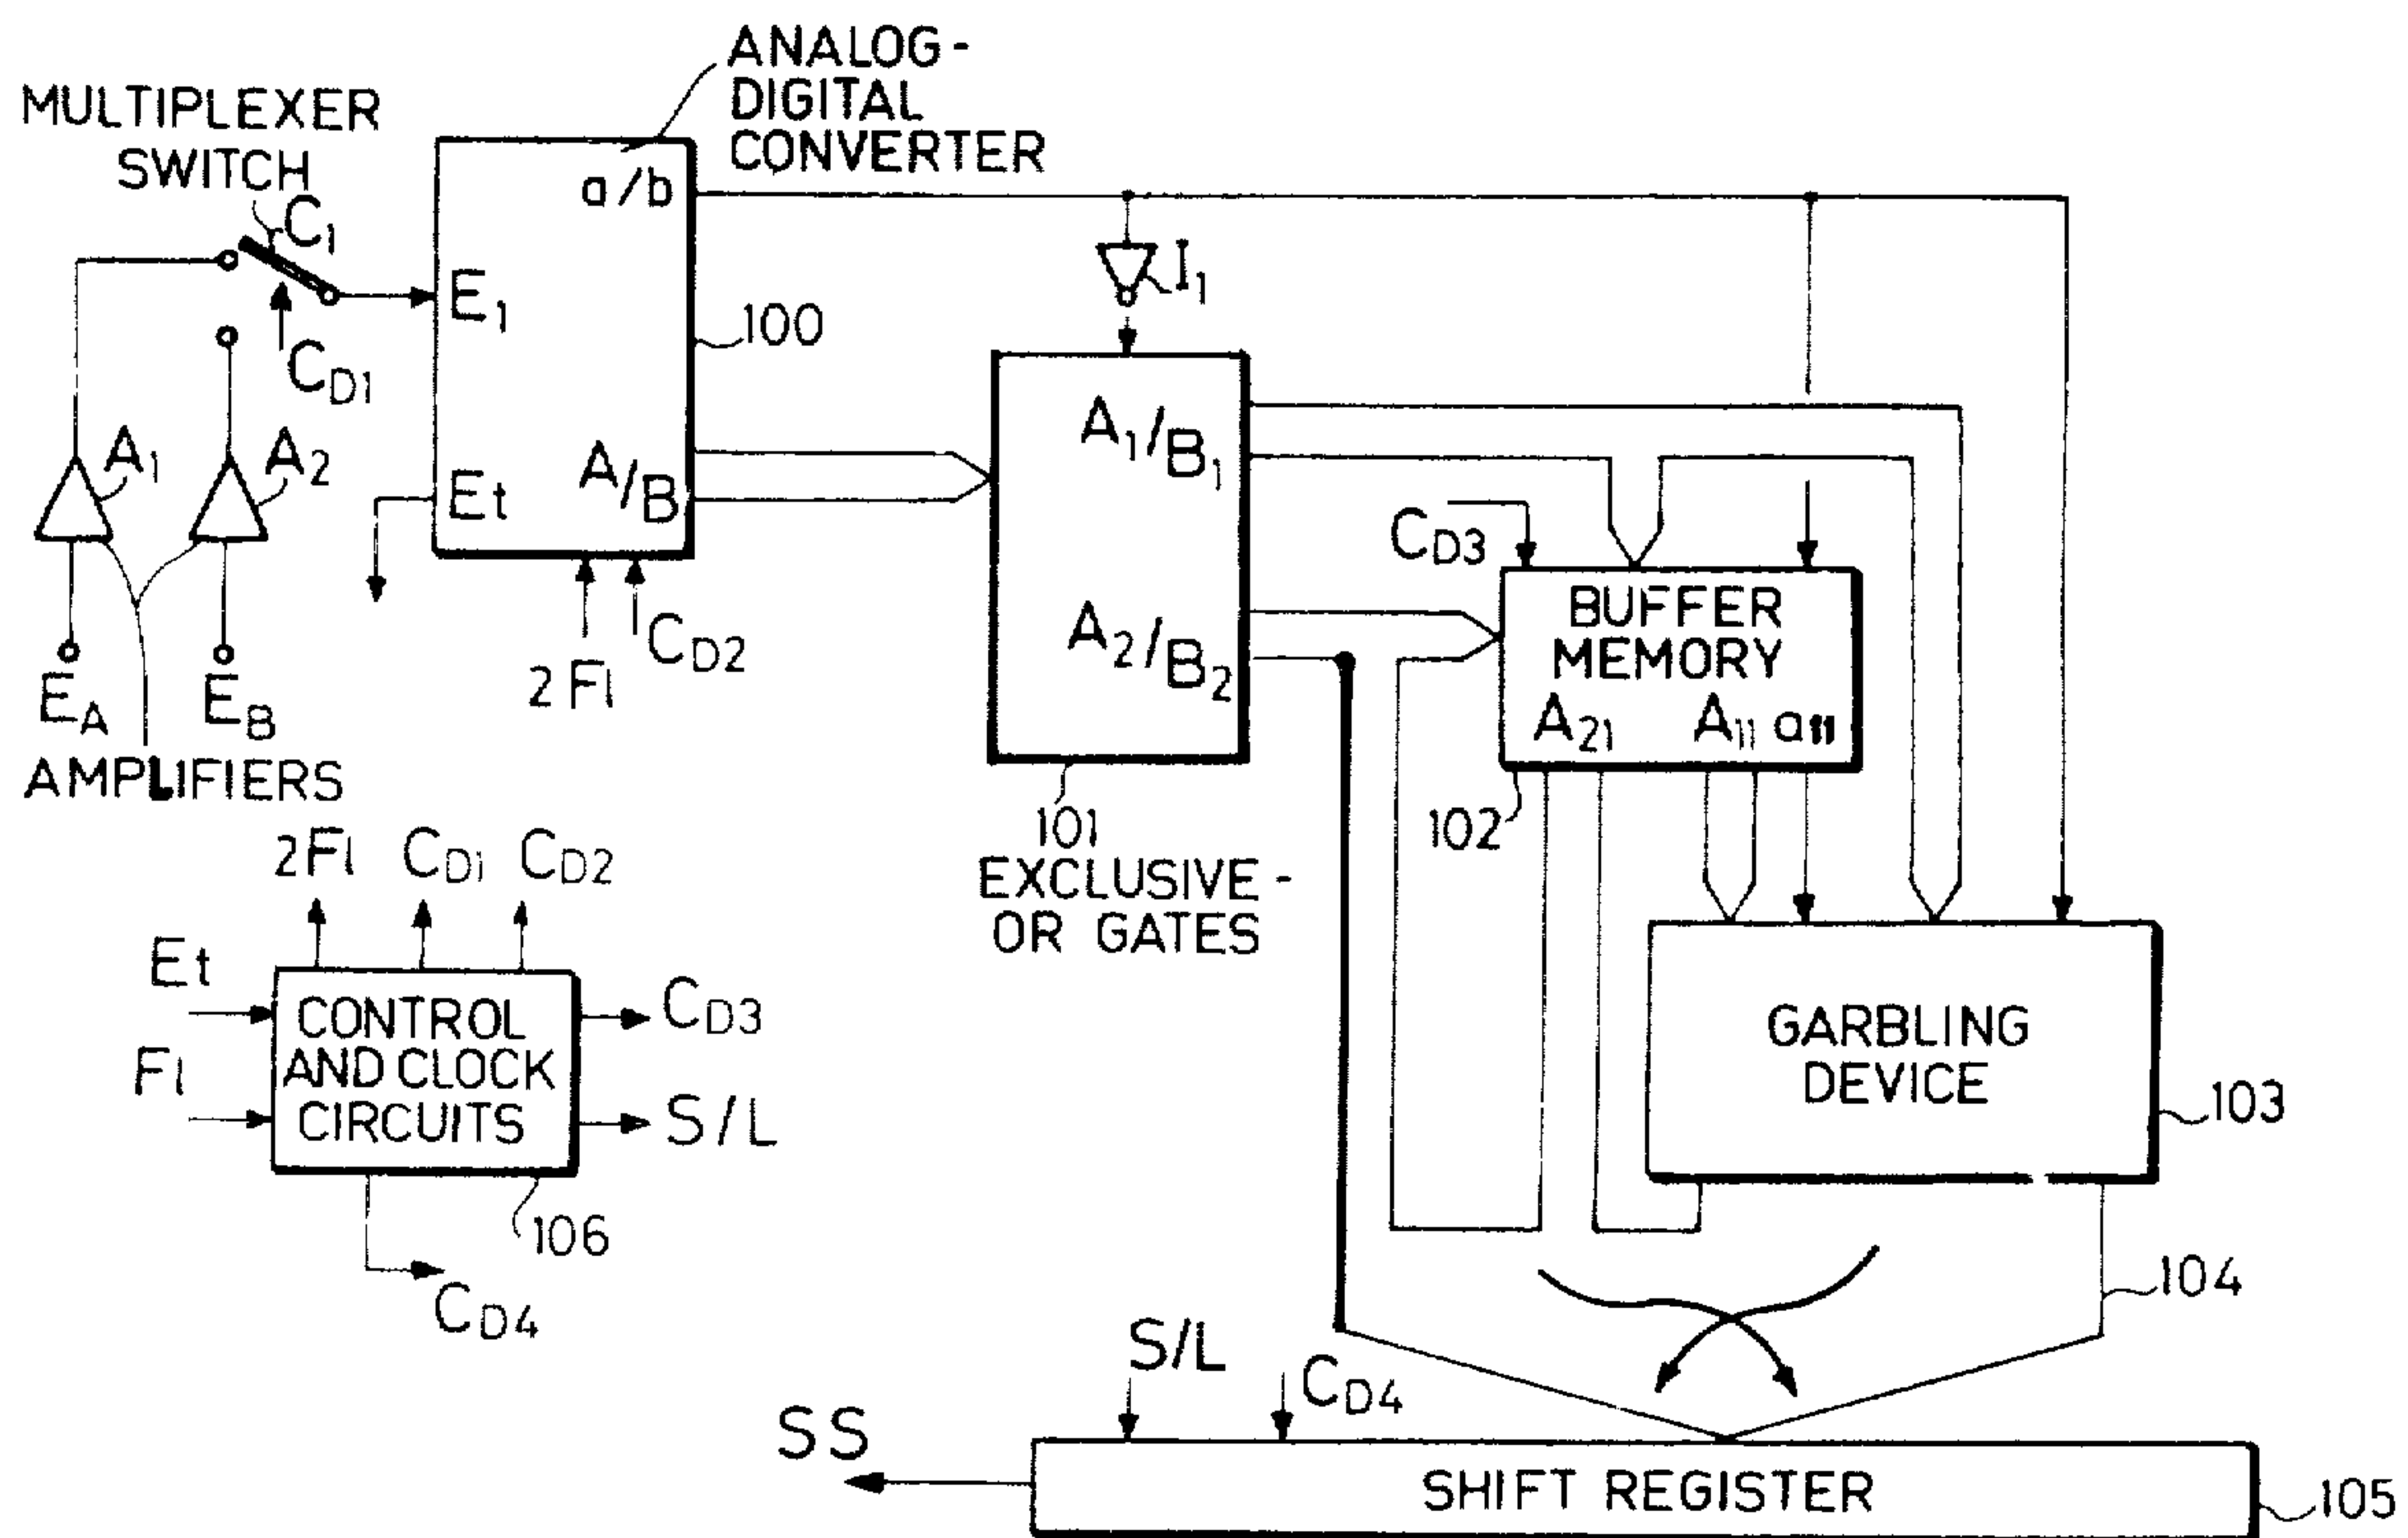 ANALOG-
DIGITAL
CONVERTER
MULTIPLEXER
SWITCH
C1
CD1
a/b
E1
100
I1
A1
A2
Et
A/B
A1/B1
CD3
2Fl
CD2
EA
EB
AMPLIFIERS
A2/B2
BUFFER
MEMORY
A21
A11
a11
101
EXCLUSIVE-
OR GATES
102
2Fl
CD1
CD2
Et
Fl
CONTROL
AND CLOCK
CIRCUITS
CD3
S/L
106
CD4
GARBLING
DEVICE
103
104
S/L
CD4
SS
SHIFT REGISTER
105